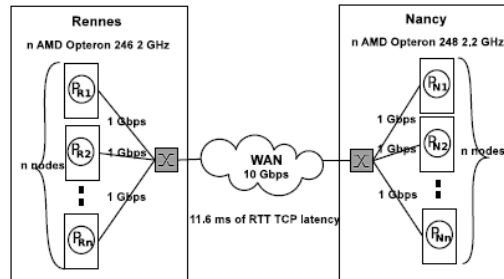 Rennes
n AMD Opteron 246 2 GHz
PR1
1 Gbps
PR2
1 Gbps
n nodes
1 Gbps
PRn
WAN
10 Gbps
11.6 ms of RTT TCP latency
Nancy
n AMD Opteron 248 2,2 GHz
PN1
1 Gbps
PN2
1 Gbps
n nodes
1 Gbps
PNn